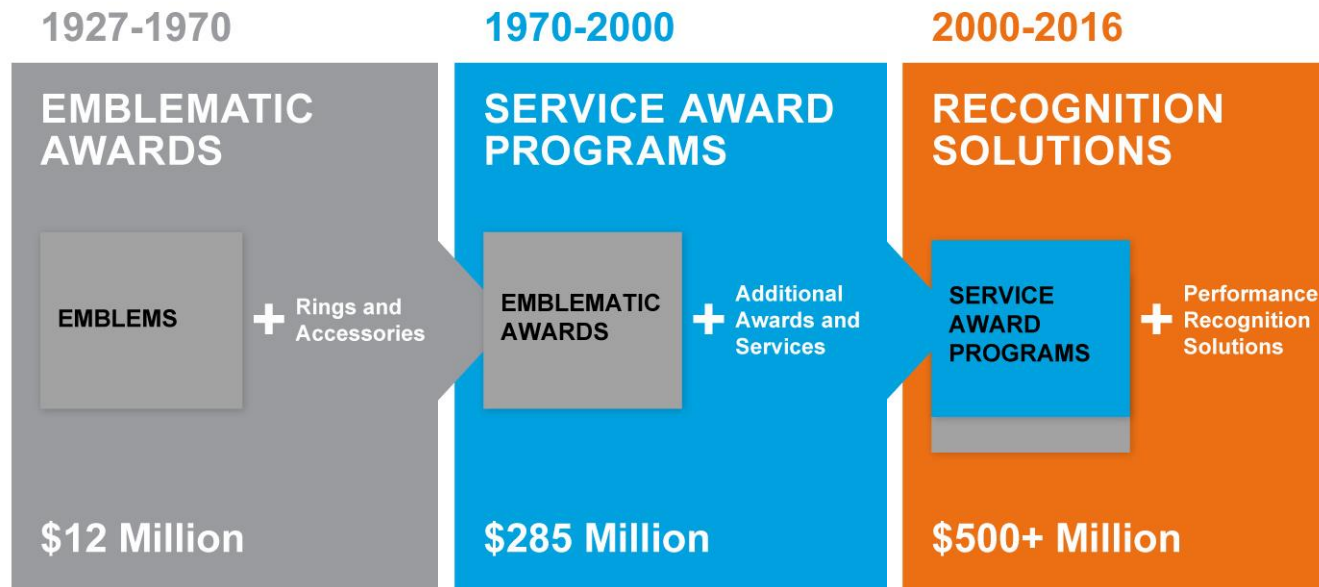 1927-1970
EMBLEMATIC
AWARDS
EMBLEMS
+
Rings and
Accessories
$12 Million
1970-2000
SERVICE AWARD
PROGRAMS
EMBLEMATIC
AWARDS
+
Additional
Awards and
Services
$285 Million
2000-2016
RECOGNITION
SOLUTIONS
SERVICE
AWARD
PROGRAMS
+
Performance
Recognition
Solutions
$500+ Million